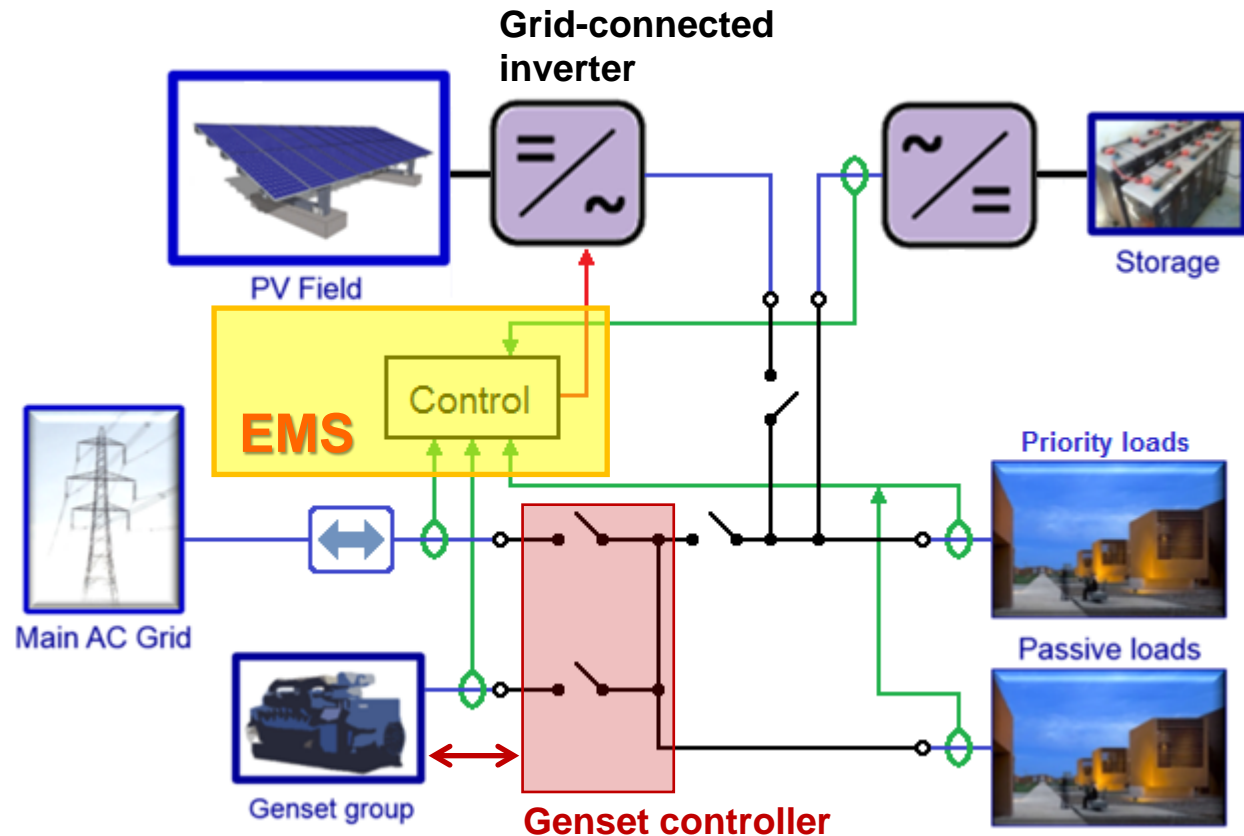 Grid-connected
inverter
PV Field
Storage
Control
EMS
Priority loads
Main AC Grid
Passive loads
Genset group
Genset controller